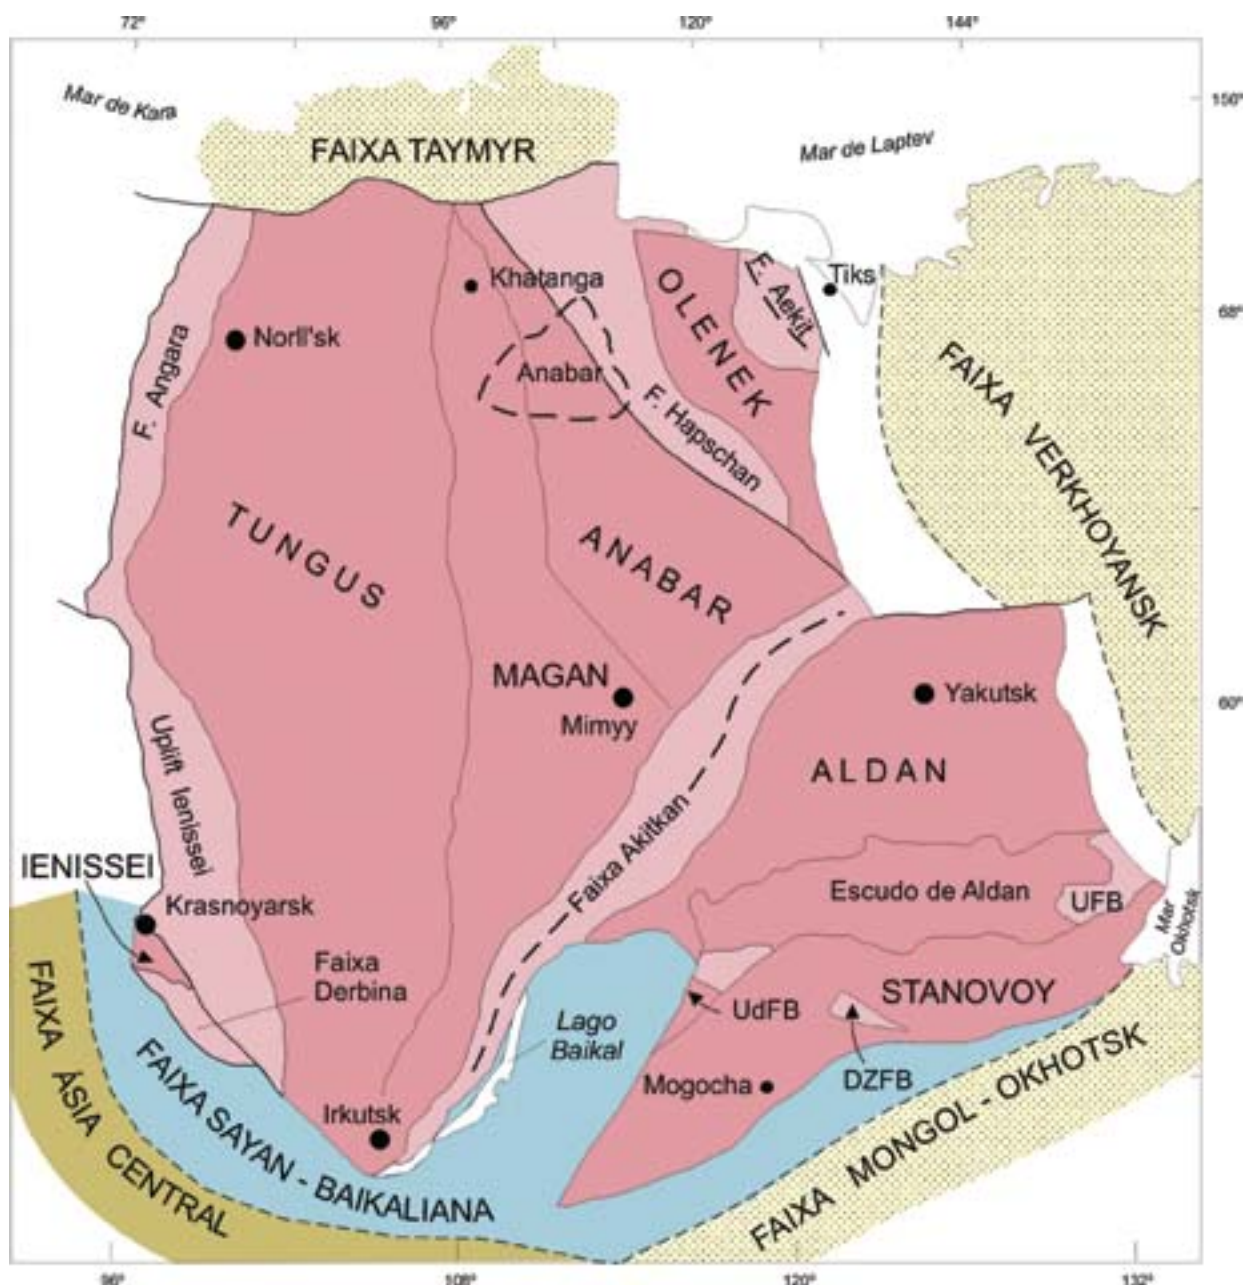 72°
96°
120°
144°
Mar de Kara
150°
FAIXA TAYMYR
Mar de Laptev
Khatanga
OLENEK
F. Aekit
Tiks
68°
F. Angara
Norll'sk
Anabar
F. Hapschan
FAIXA VERKHOYANSK
TUNGUS
ANABAR
MAGAN
Mimyy
Yakutsk
60°
Uplift Ienissei
ALDAN
Faixa Akitkan
IENISSEI
Krasnoyarsk
Escudo de Aldan
UFB
Mar
Okhotsk
Faixa
Derbina
STANOVOY
UdFB
Lago
Baikal
DZFB
Mogocha
Irkutsk
FAIXA ÁSIA CENTRAL
FAIXA SAYAN - BAIKALIANA
FAIXA MONGOL - OKHOTSK
96°
108°
120°
132°